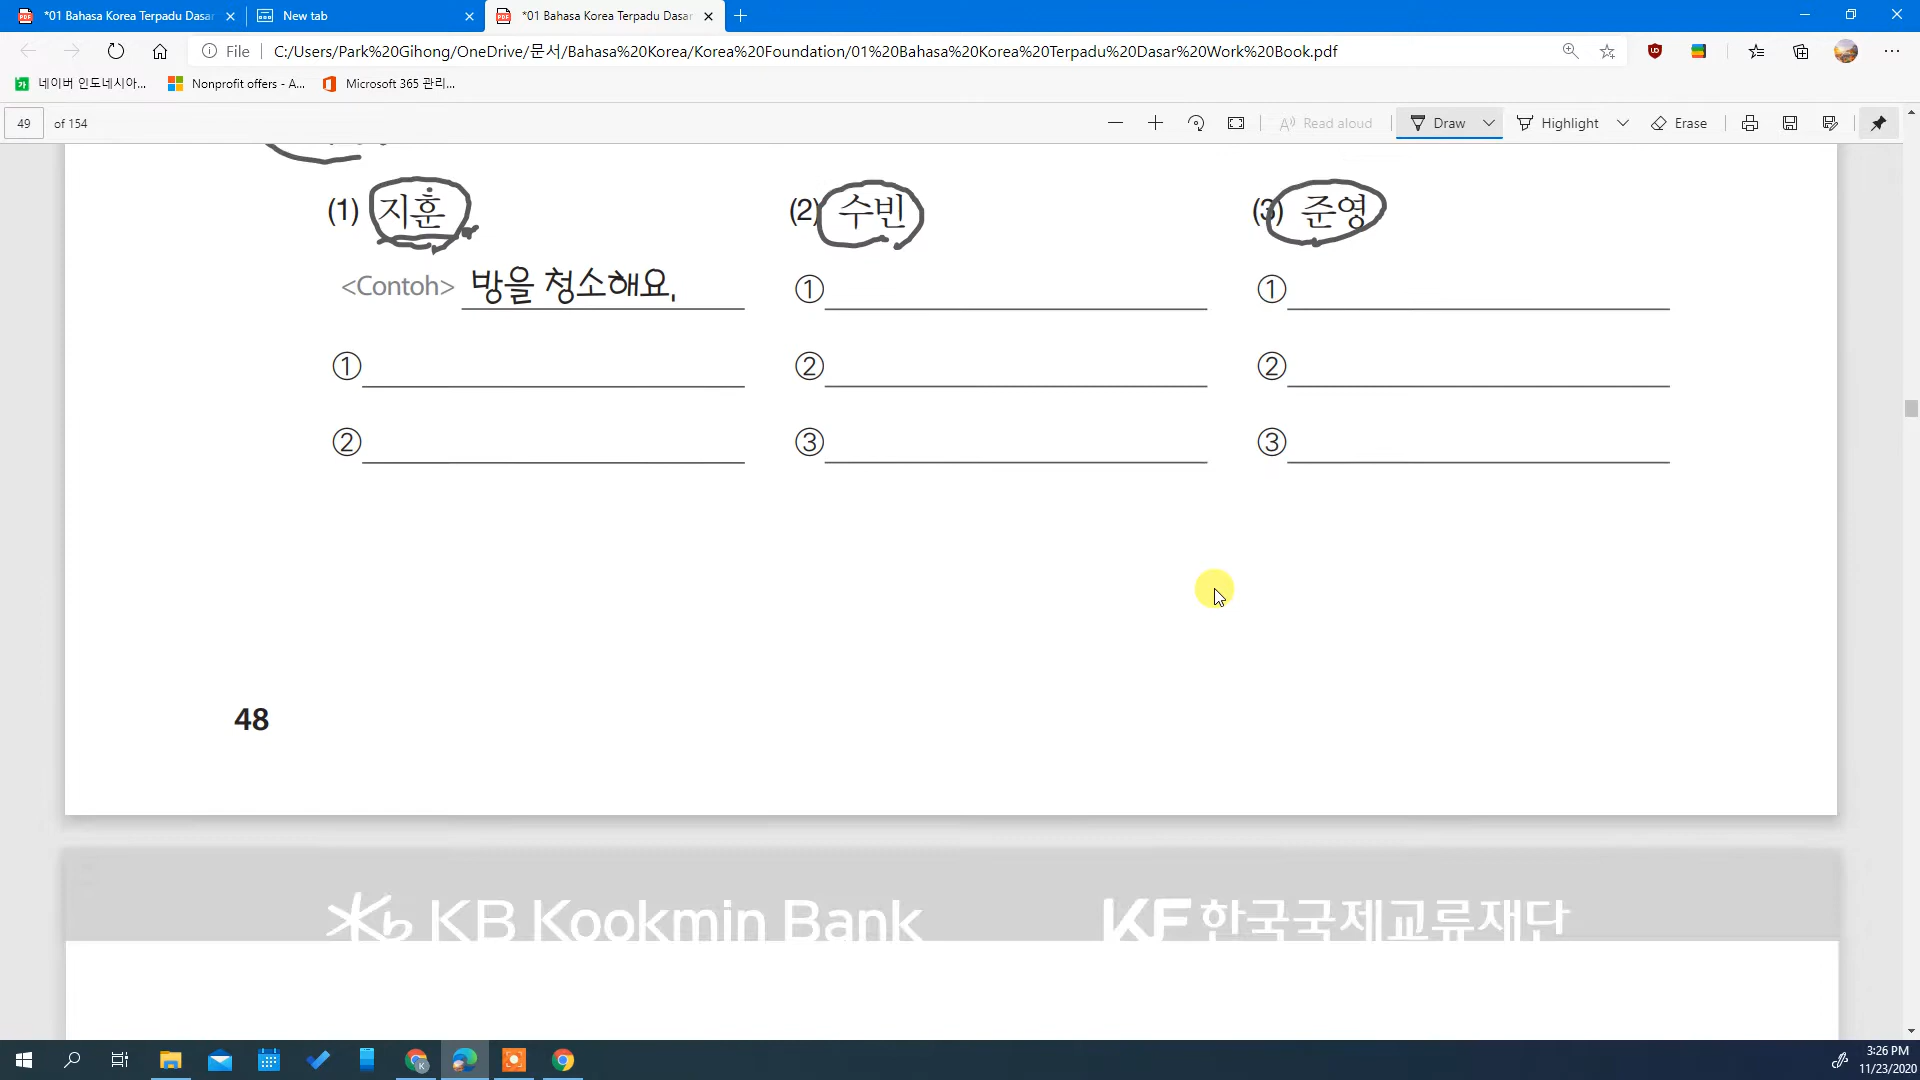 *01 Bahasa Korea Terpadu Dasar
New tab
*01 Bahasa Korea Terpadu Dasar
File
C:/Users/Park%20Gihong/OneDrive/문서/Bahasa%20Korea/Korea%20Foundation/01%20Bahasa%20Korea%20Terpadu%20Dasar%20Work%20Book.pdf
네이버 인도네시아...
Nonprofit offers - A...
Microsoft 365 관리...
49 of 154
Read aloud
Draw
Highlight
Erase
(1) 지훈
(2) 수빈
(3) 준영
<Contoh> 방을 청소해요.
① ①
① ② ②
② ③ ③
48
KB Kookmin Bank
KF 한국국제교류재단
3:26 PM
11/23/2020